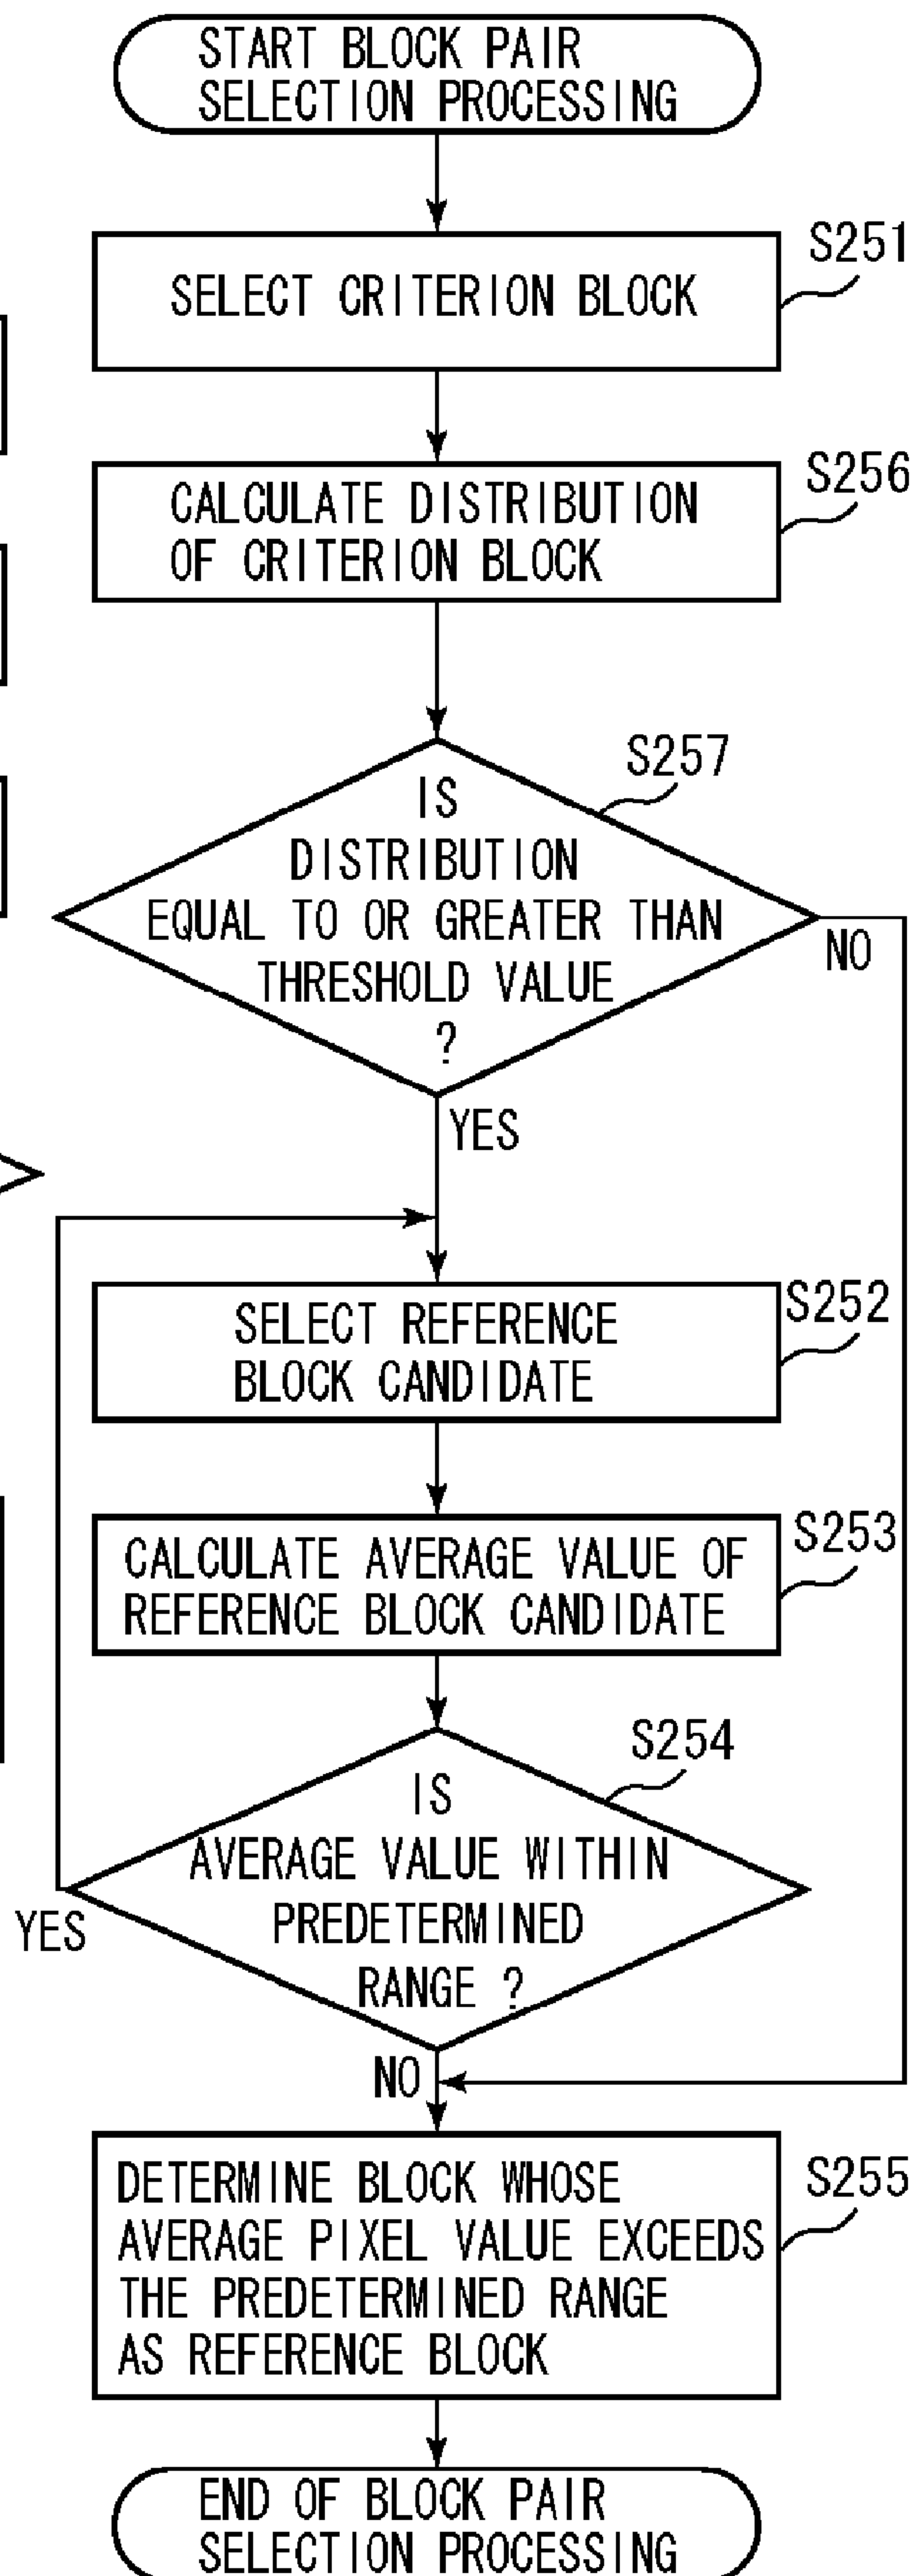 START BLOCK PAIR
SELECTION PROCESSING
S251
SELECT CRITERION BLOCK
S256
CALCULATE DISTRIBUTION
OF CRITERION BLOCK
S257
IS
DISTRIBUTION
EQUAL TO OR GREATER THAN
THRESHOLD VALUE
?
NO
YES
S252
SELECT REFERENCE
BLOCK CANDIDATE
S253
CALCULATE AVERAGE VALUE OF
REFERENCE BLOCK CANDIDATE
S254
IS
AVERAGE VALUE WITHIN
PREDETERMINED
RANGE ?
YES
NO
S255
DETERMINE BLOCK WHOSE
AVERAGE PIXEL VALUE EXCEEDS
THE PREDETERMINED RANGE
AS REFERENCE BLOCK
END OF BLOCK PAIR
SELECTION PROCESSING